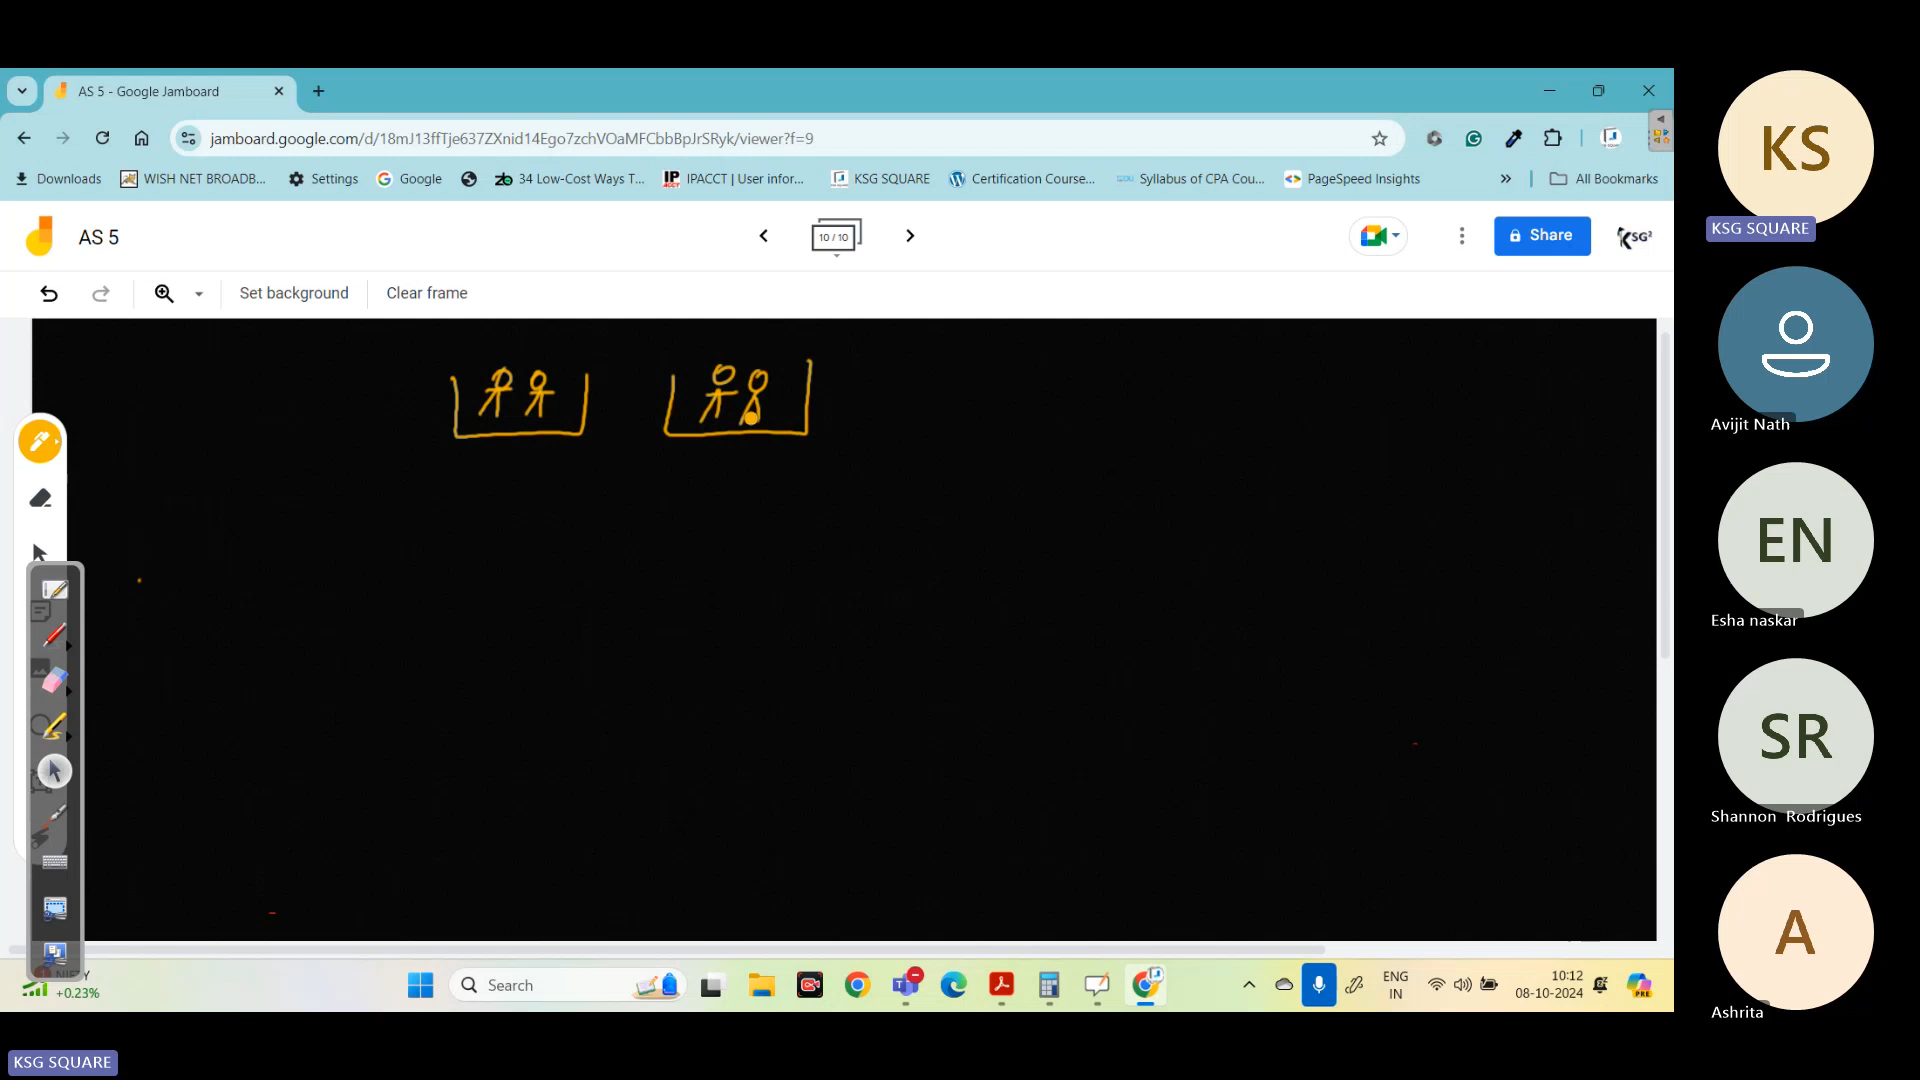 AS 5 - Google Jamboard
jamboard.google.com/d/18mJ13ffTje637ZXnid14Ego7zchVOaMFCbbBpJrSRyk/viewer?f=9
Downloads WISH NET BROADB... Settings Google 34 Low-Cost Ways T... IPACCT | User infor... KSG SQUARE Certification Course... Syllabus of CPA Cou... PageSpeed Insights » All Bookmarks
AS 5
10 / 10
Share
KSG²
Set background
Clear frame
KS
KSG SQUARE
Avijit Nath
EN
Esha naskar
SR
Shannon Rodrigues
A
Ashrita
NIFTY
+0.23%
Search
ENG
IN
10:12
08-10-2024
PRE
KSG SQUARE